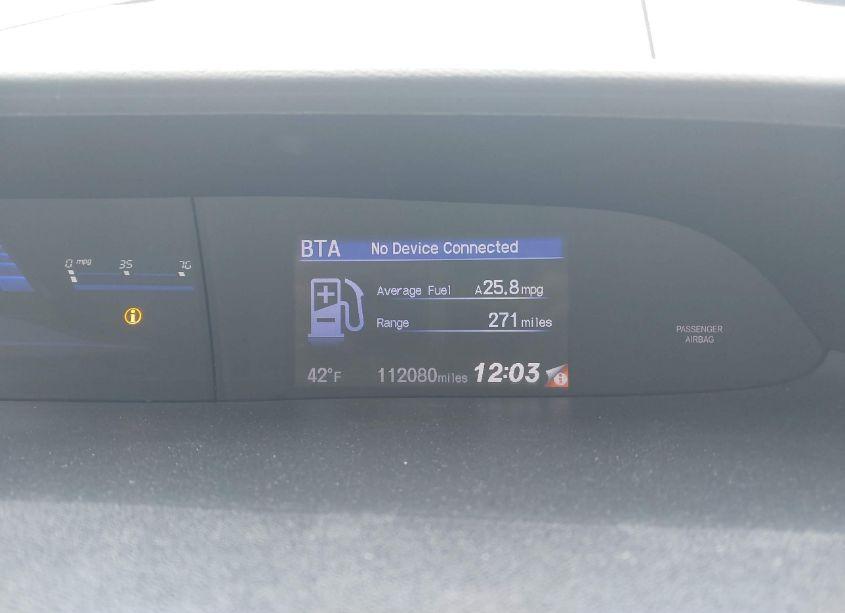 BTA No Device Connected
0 mpg 35 70
Average Fuel A25.8mpg
Range 271 miles
PASSENGER
AIRBAG
42°F 112080miles 12:03